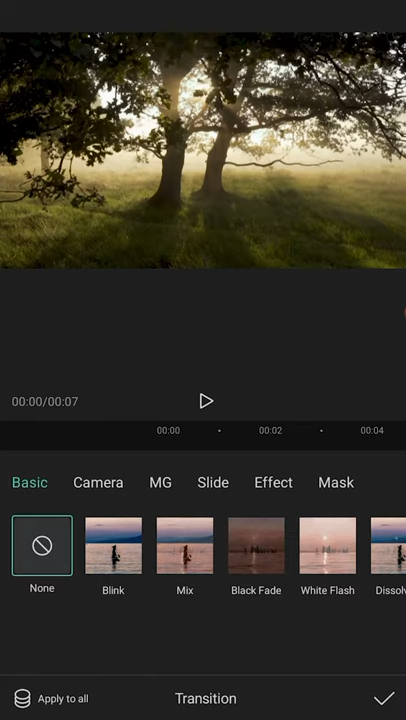 00:00/00:07
00:00 00:02 00:04
Basic Camera MG Slide Effect Mask
None Blink Mix Black Fade White Flash Dissolv
Apply to all Transition